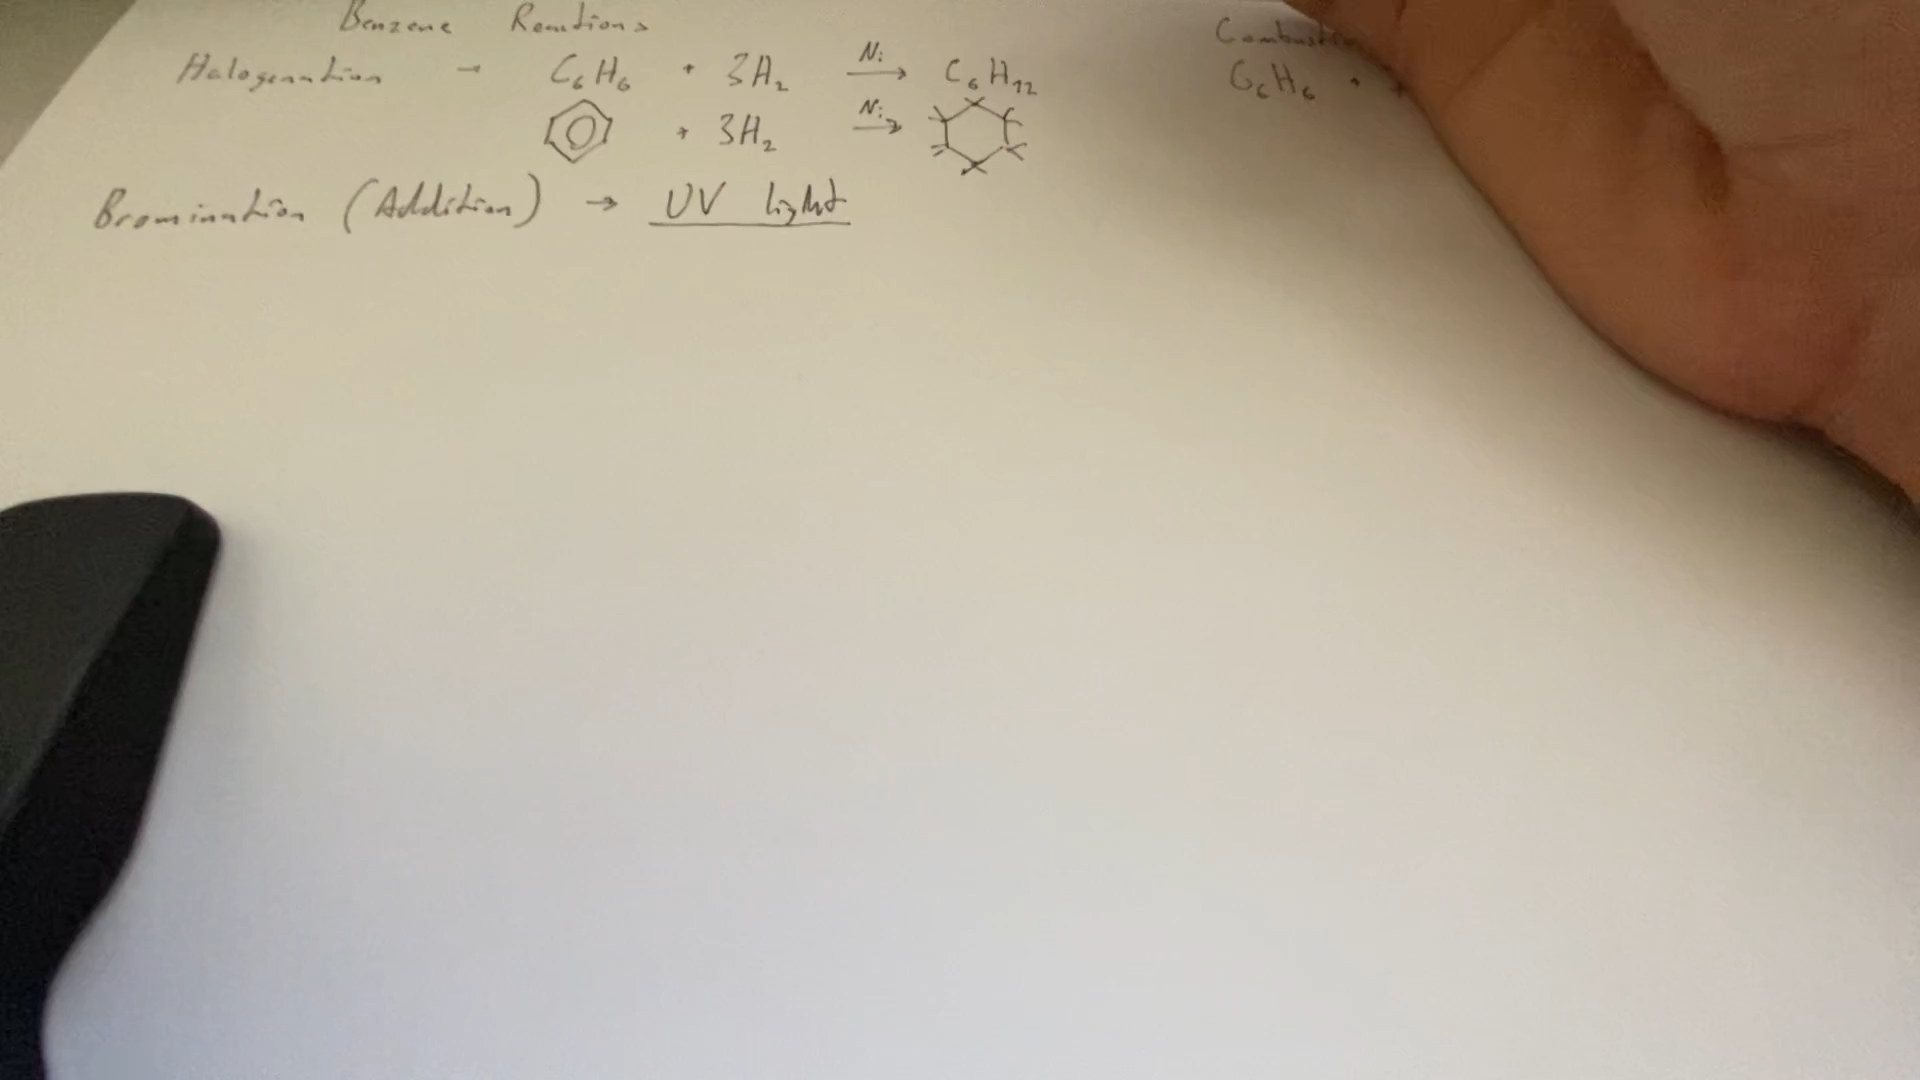 Benzene Reactions
Halogenation → C₆H₆ + 3H₂ Ni → C₆H₁₂
+ 3H₂ Ni →
Bromination (Addition) → UV light
C₆H₆ +